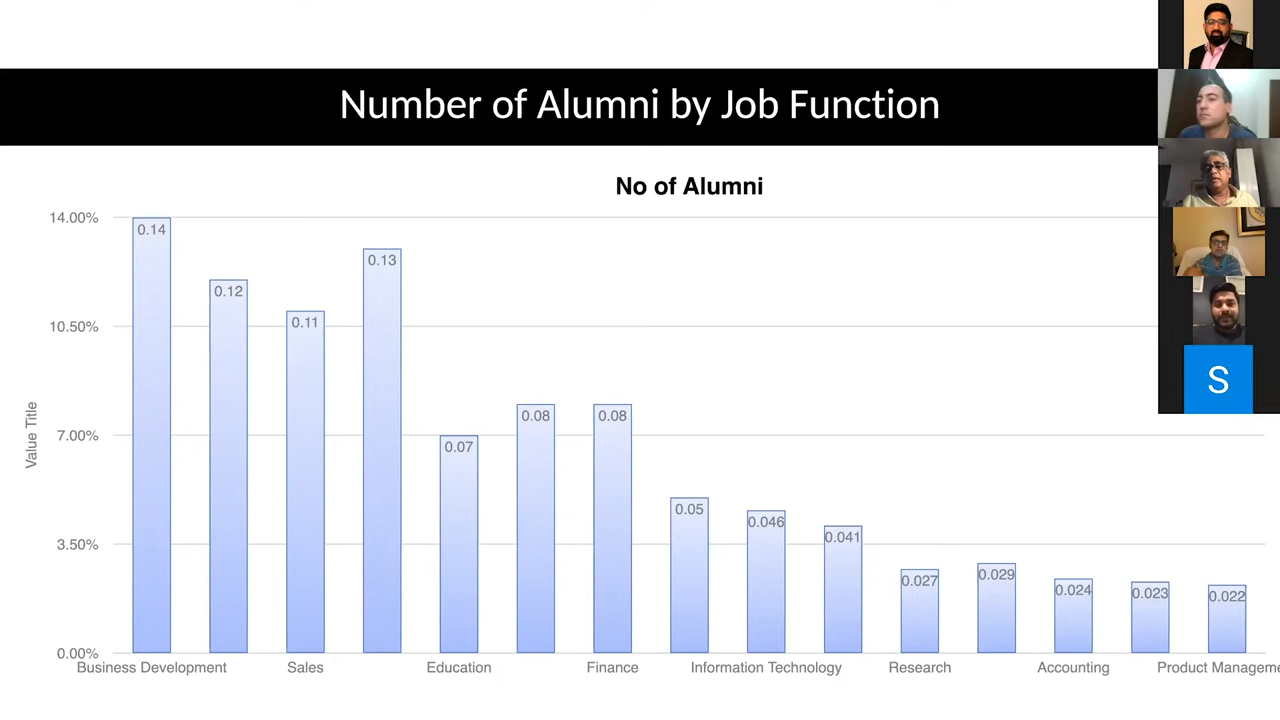 Number of Alumni by Job Function
No of Alumni
14.00%
10.50%
7.00%
3.50%
0.00%
Value Title
0.14
0.12
0.11
0.13
0.07
0.08
0.08
0.05
0.046
0.041
0.027
0.029
0.024
0.023
0.022
Business Development
Sales
Education
Finance
Information Technology
Research
Accounting
Product Manageme
S